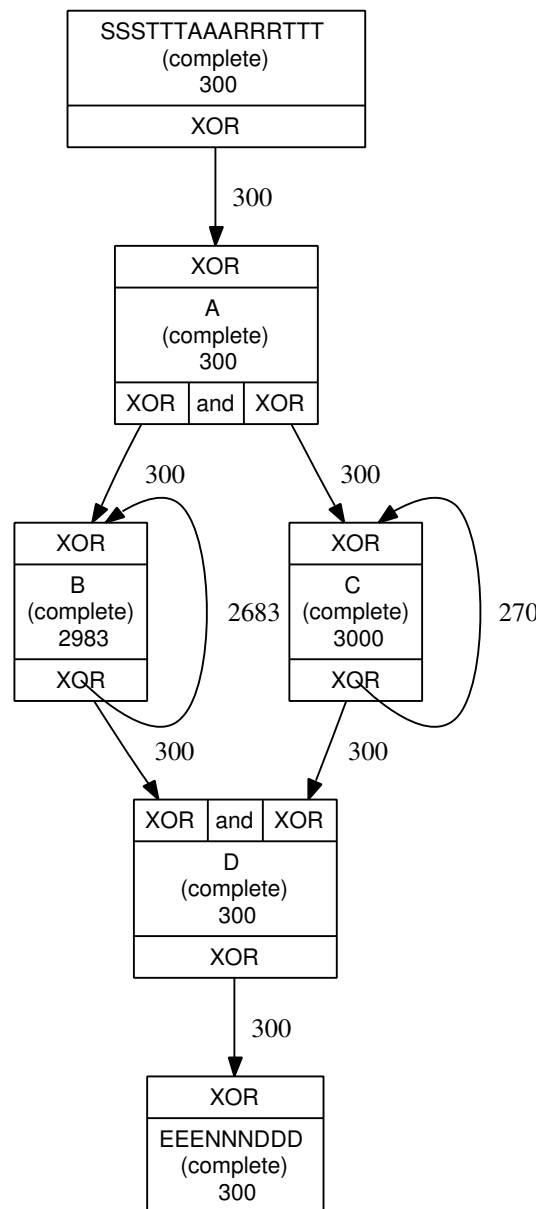 SSSTTTAAARRRTTT
(complete)
300
XOR
300
XOR
A
(complete)
300
XOR and XOR
300 300
XOR XOR
B C
(complete) (complete)
2983 3000
2683 270
XOR XOR
300 300
XOR and XOR
D
(complete)
300
XOR
300
XOR
EEENNNDDD
(complete)
300